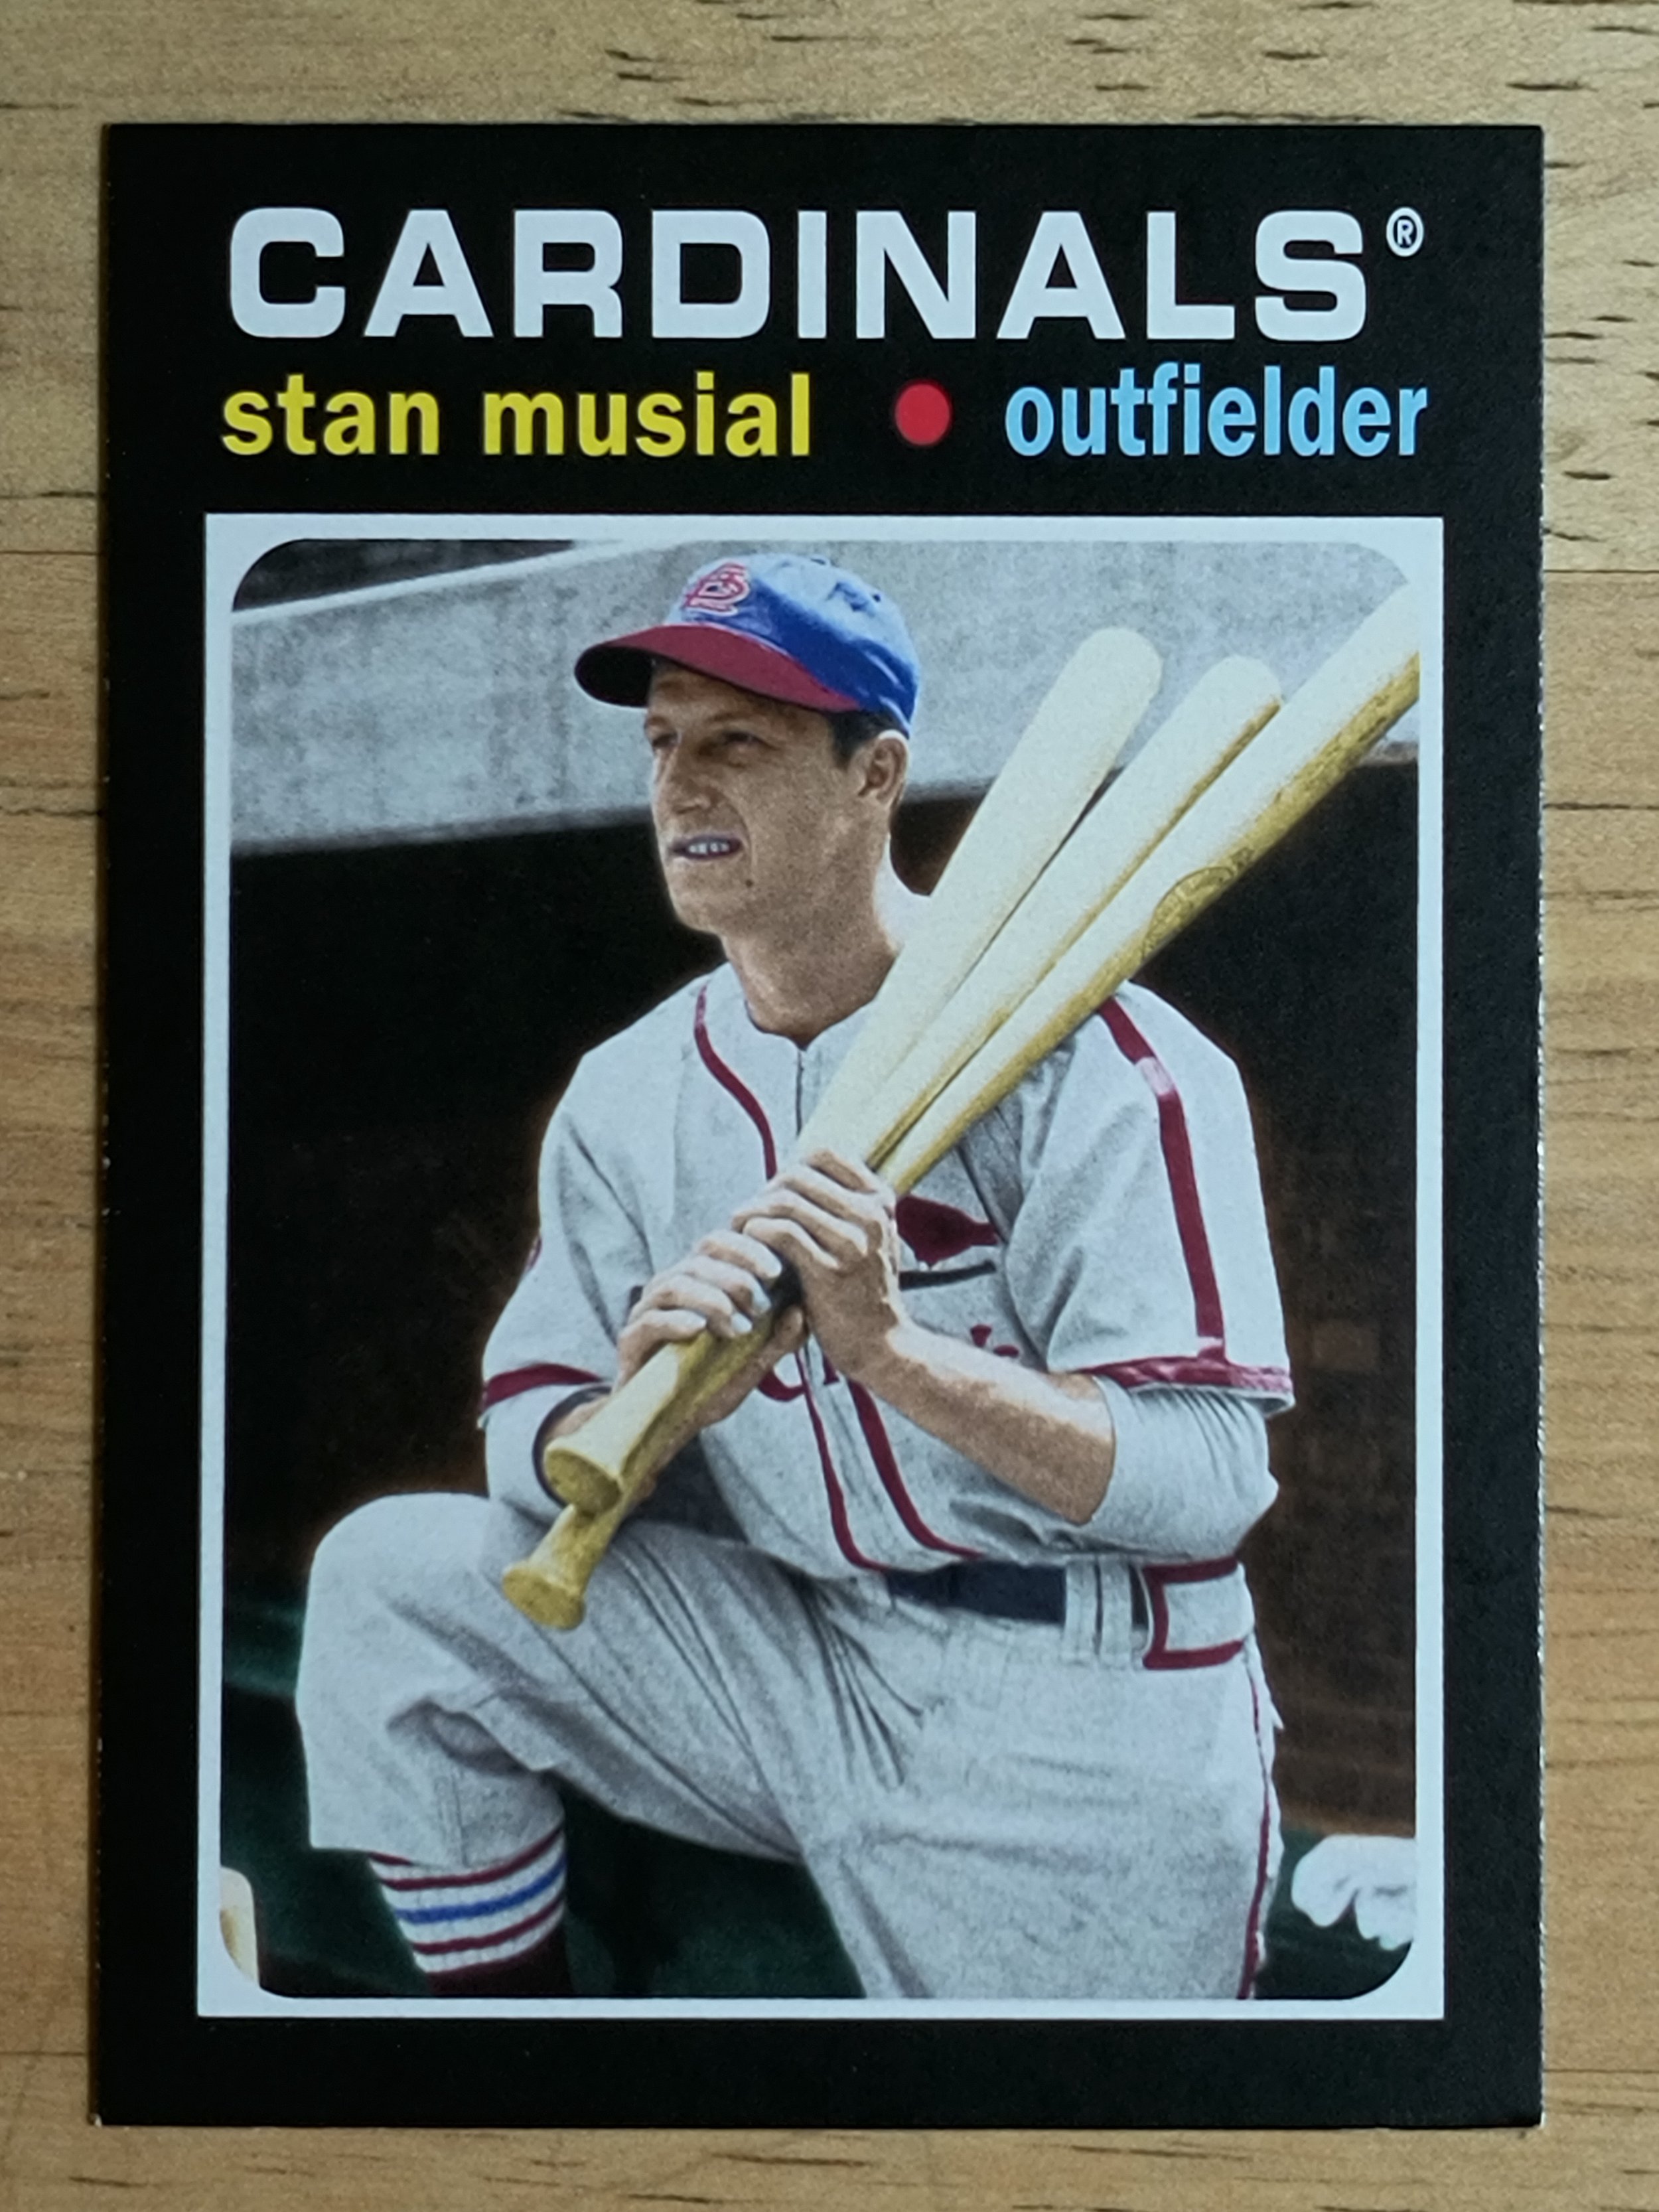 CARDINALS®
stan musial • outfielder